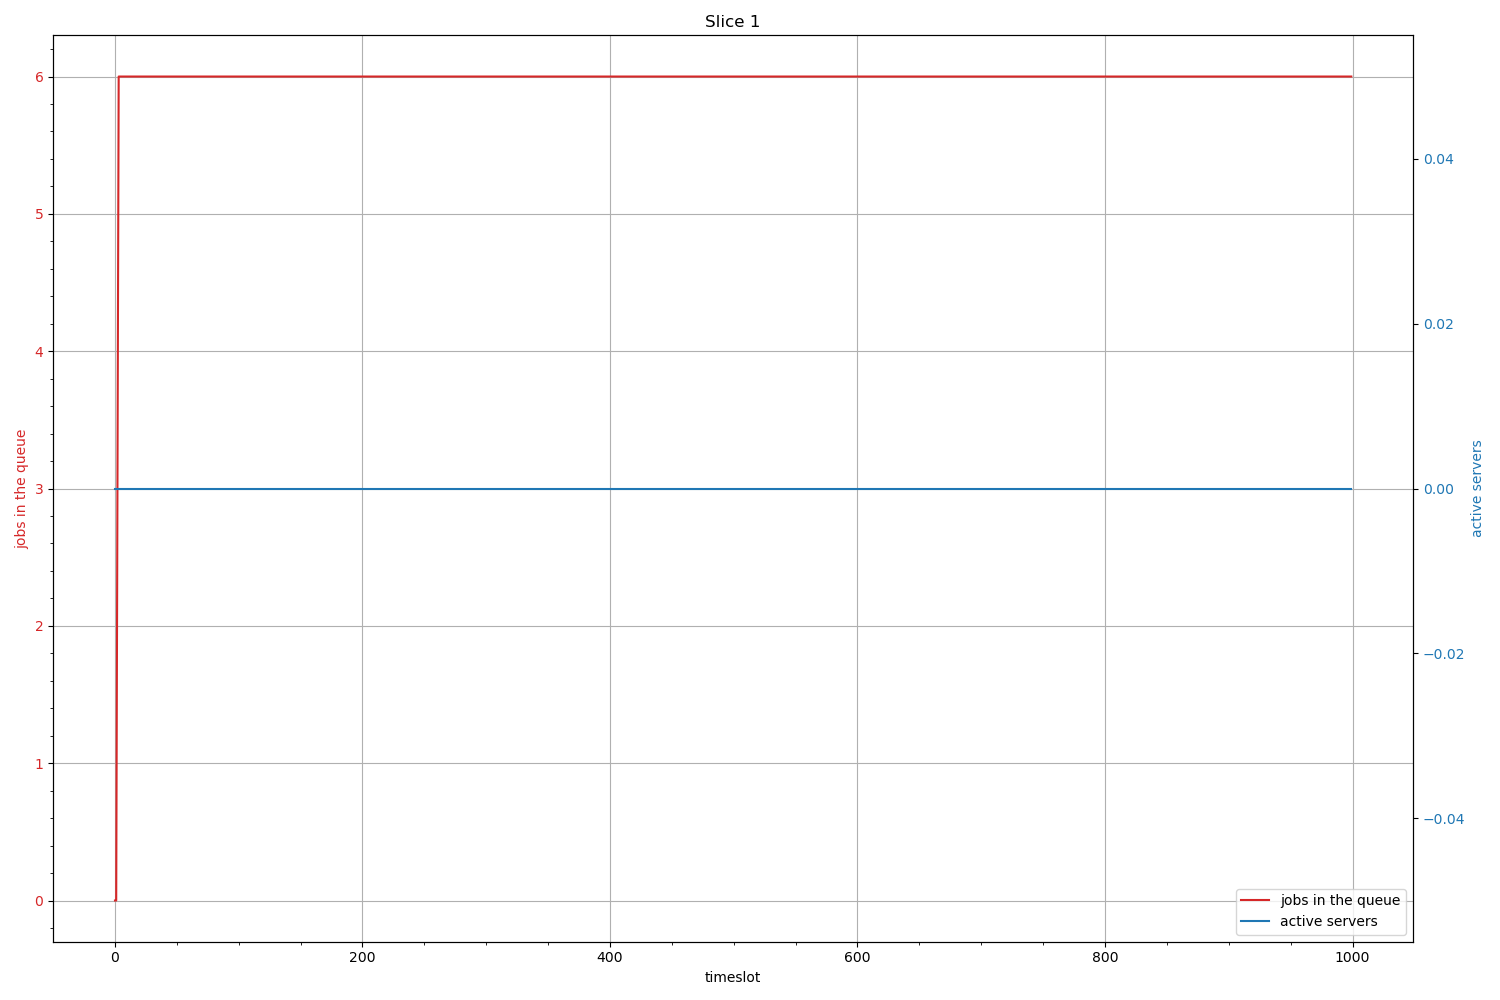 Slice 1
6
5
4
3
2
1
0
jobs in the queue
0.04
0.02
0.00
−0.02
−0.04
active servers
jobs in the queue
active servers
0 200 400 600 800 1000
timeslot